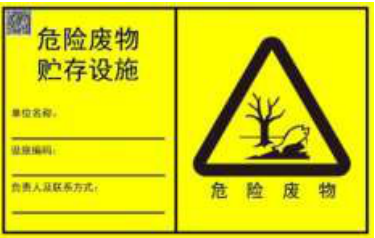 危险废物
贮存设施
单位名称：
设施编码：
负责人及联系方式：
危险废物